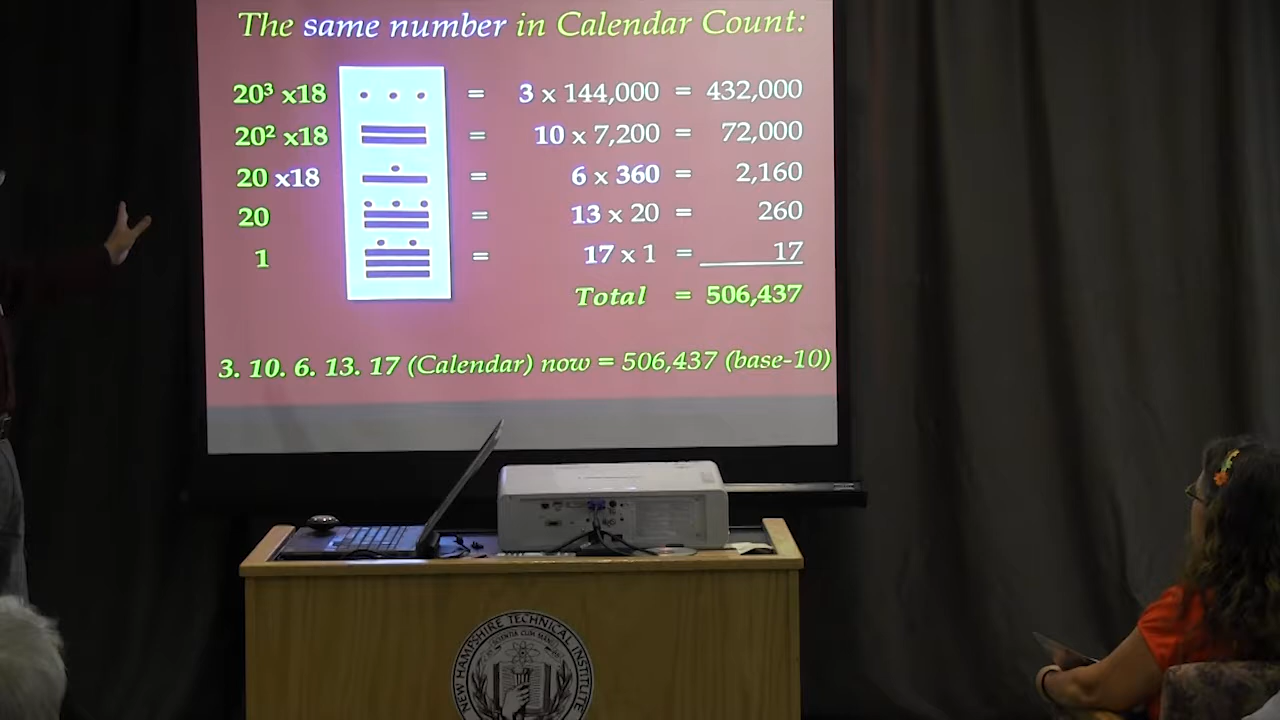 The same number in Calendar Count:
20³ x18 = 3 x 144,000 = 432,000
20² x18 = 10 x 7,200 = 72,000
20 x18 = 6 x 360 = 2,160
20 = 13 x 20 = 260
1 = 17 x 1 = 17
Total = 506,437
3. 10. 6. 13. 17 (Calendar) now = 506,437 (base-10)
NEW HAMPSHIRE TECHNICAL INSTITUTE